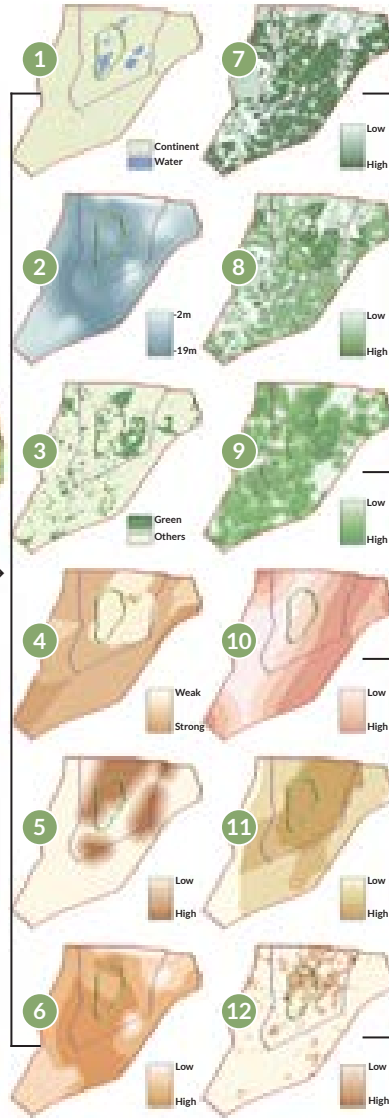 1
Continent
Water
2
-2m
-19m
3
Green
Others
4
Weak
Strong
5
Low
High
6
Low
High
7
Low
High
8
Low
High
9
Low
High
10
Low
High
11
Low
High
12
Low
High